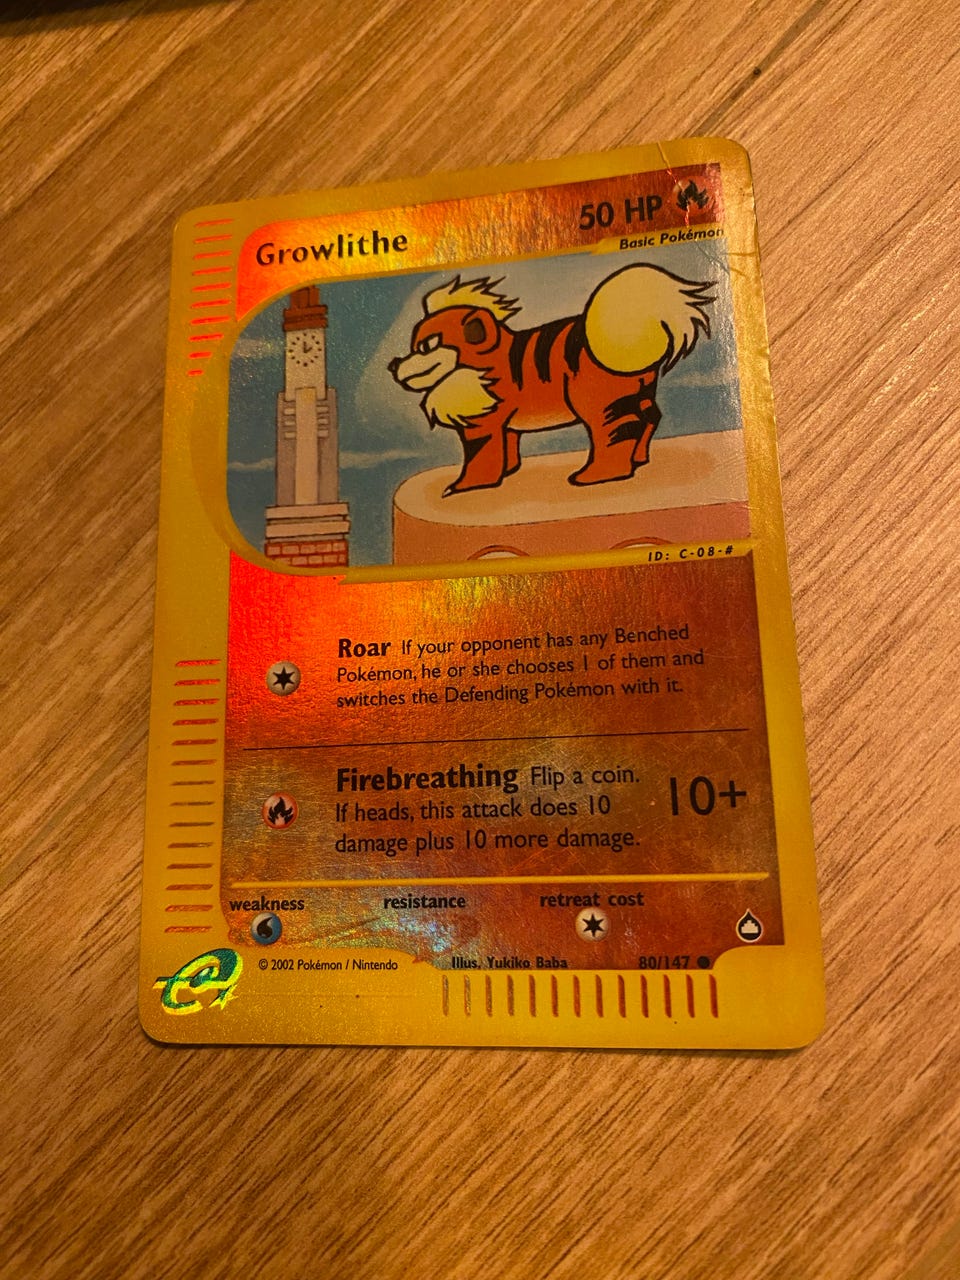 Growlithe
50 HP
Basic Pokémon
ID: C-08-#
Roar If your opponent has any Benched
Pokémon, he or she chooses 1 of them and
switches the Defending Pokémon with it.
Firebreathing Flip a coin.
If heads, this attack does 10
damage plus 10 more damage.
10+
weakness
resistance
retreat cost
© 2002 Pokémon / Nintendo
Illus. Yukiko Baba
80/147
e